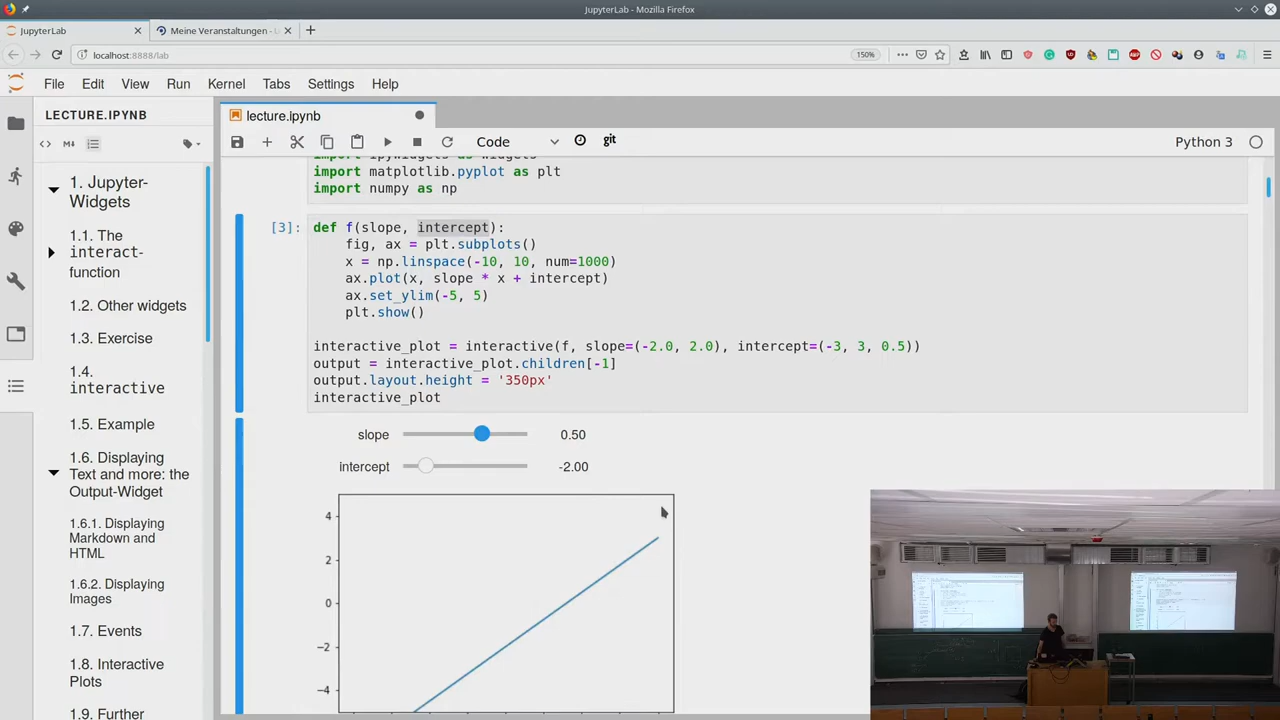 JupyterLab - Mozilla Firefox
JupyterLab
Meine Veranstaltungen - L
localhost:8888/lab
150%
File Edit View Run Kernel Tabs Settings Help
LECTURE.IPYNB
lecture.ipynb
Code
git
Python 3
1. Jupyter-
Widgets
1.1. The
interact-
function
1.2. Other widgets
1.3. Exercise
1.4.
interactive
1.5. Example
1.6. Displaying
Text and more: the
Output-Widget
1.6.1. Displaying
Markdown and
HTML
1.6.2. Displaying
Images
1.7. Events
1.8. Interactive
Plots
1.9. Further
import ipywidgets as widgets
import matplotlib.pyplot as plt
import numpy as np
[3]:
def f(slope, intercept):
    fig, ax = plt.subplots()
    x = np.linspace(-10, 10, num=1000)
    ax.plot(x, slope * x + intercept)
    ax.set_ylim(-5, 5)
    plt.show()
interactive_plot = interactive(f, slope=(-2.0, 2.0), intercept=(-3, 3, 0.5))
output = interactive_plot.children[-1]
output.layout.height = '350px'
interactive_plot
slope 0.50
intercept -2.00
4
2
0
−2
−4